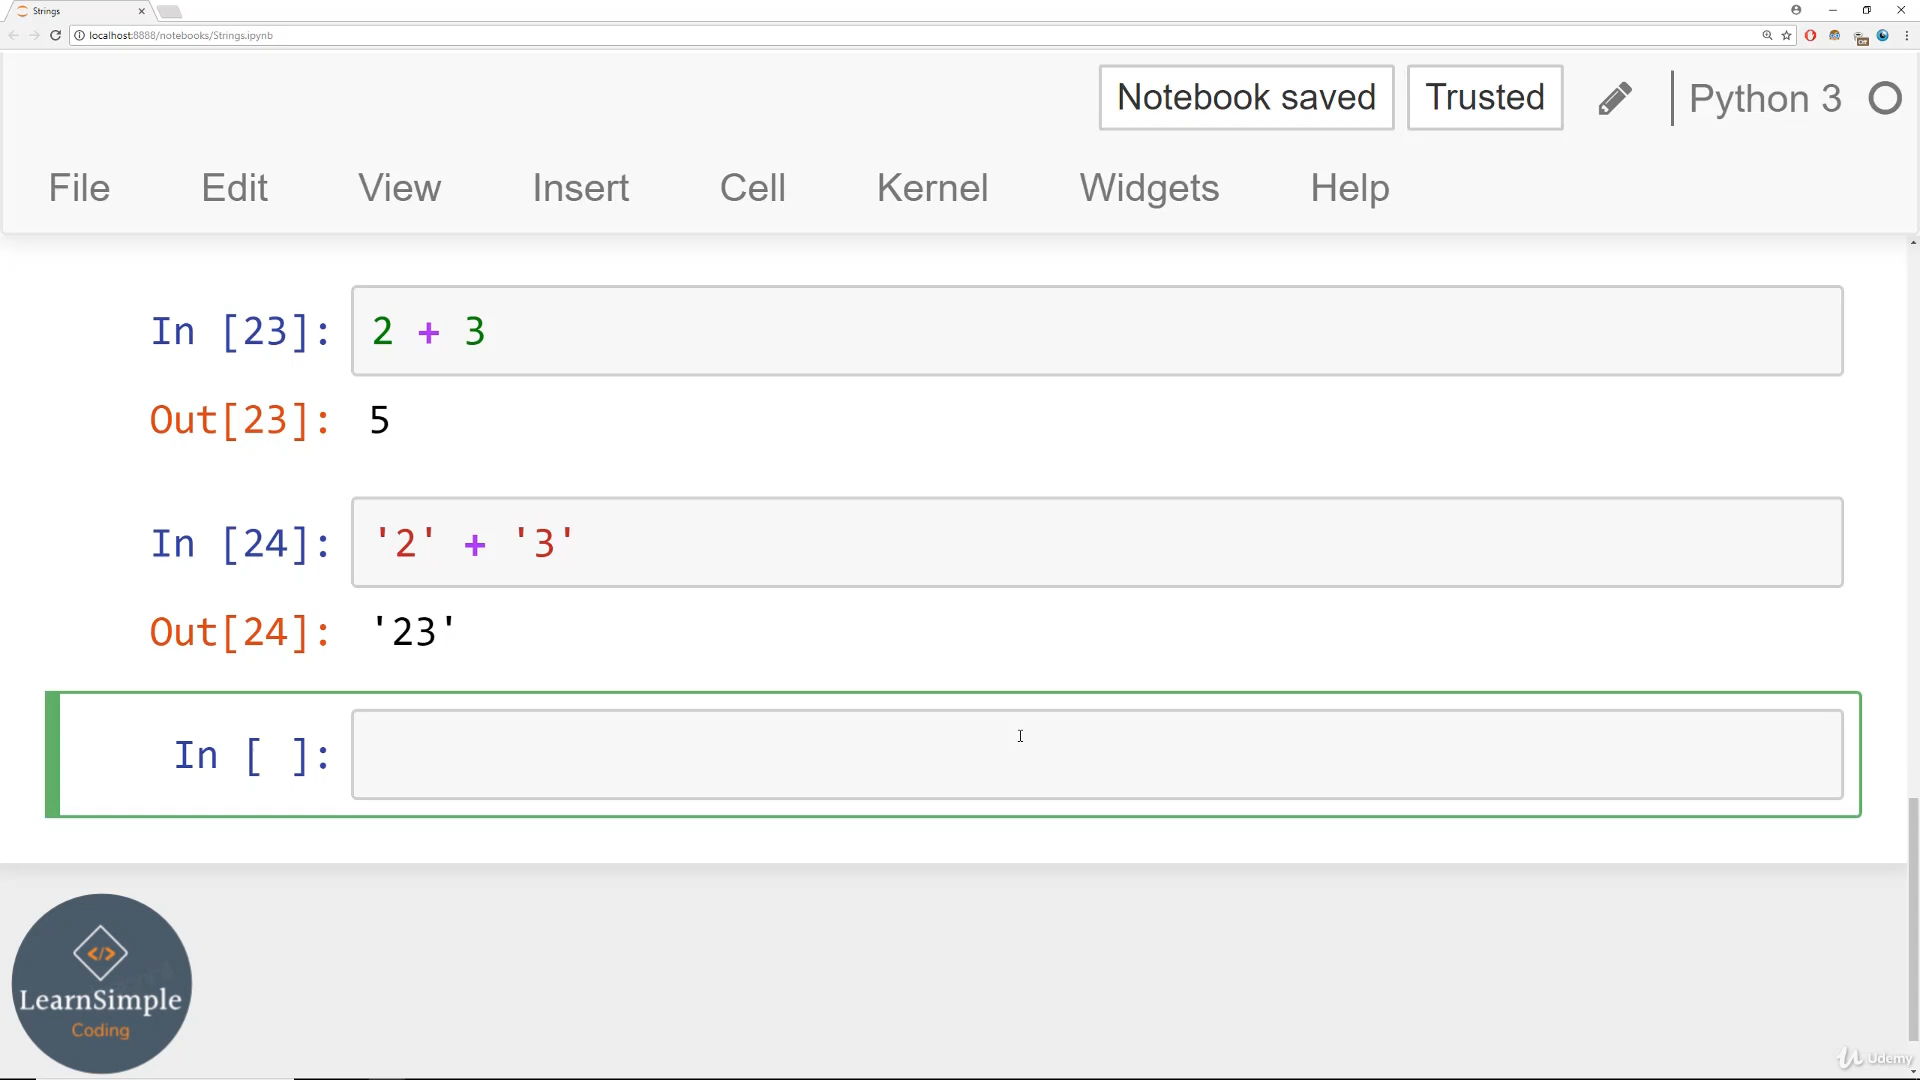 Strings
localhost:8888/notebooks/Strings.ipynb
Off
Notebook saved Trusted Python 3
File Edit View Insert Cell Kernel Widgets Help
In [23]: 2 + 3
Out[23]: 5
In [24]: '2' + '3'
Out[24]: '23'
In [ ]:
</>
LearnSimple
Coding
Udemy